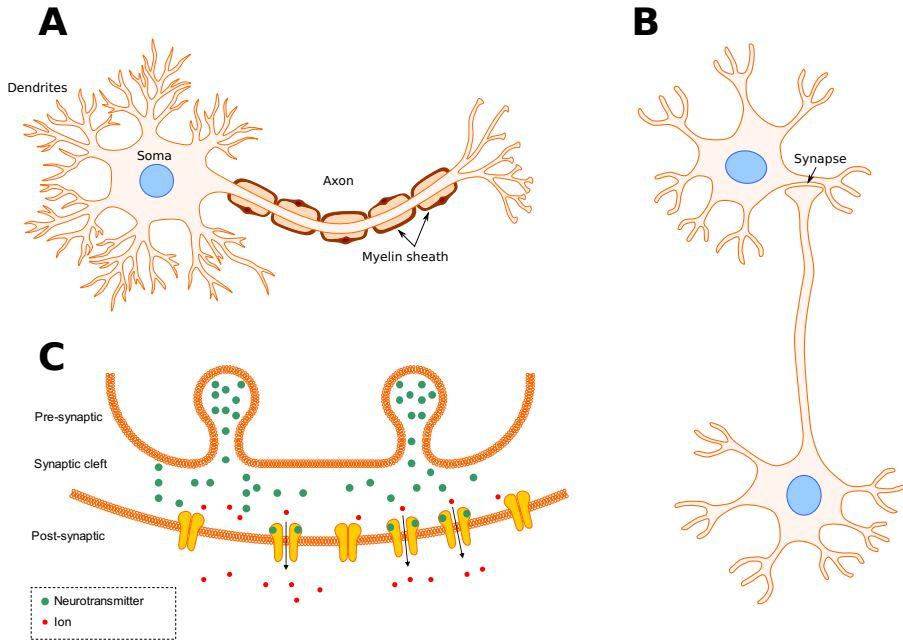 A
Dendrites
Soma
Axon
Myelin sheath
B
Synapse
C
Pre-synaptic
Synaptic cleft
Post-synaptic
Neurotransmitter
Ion